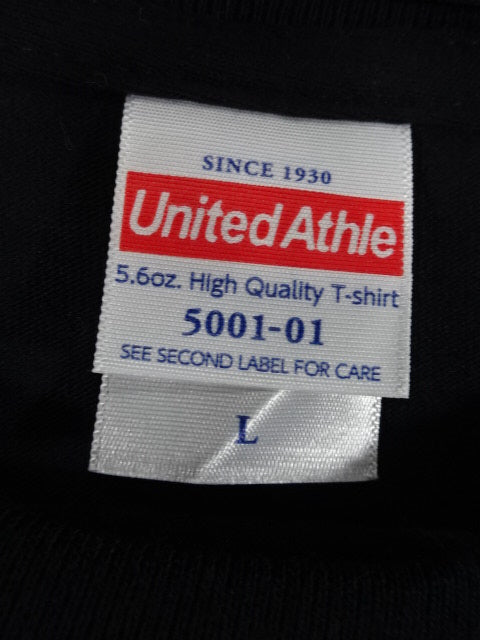 SINCE 1930
United Athle
5.6oz. High Quality T-shirt
5001-01
SEE SECOND LABEL FOR CARE
L